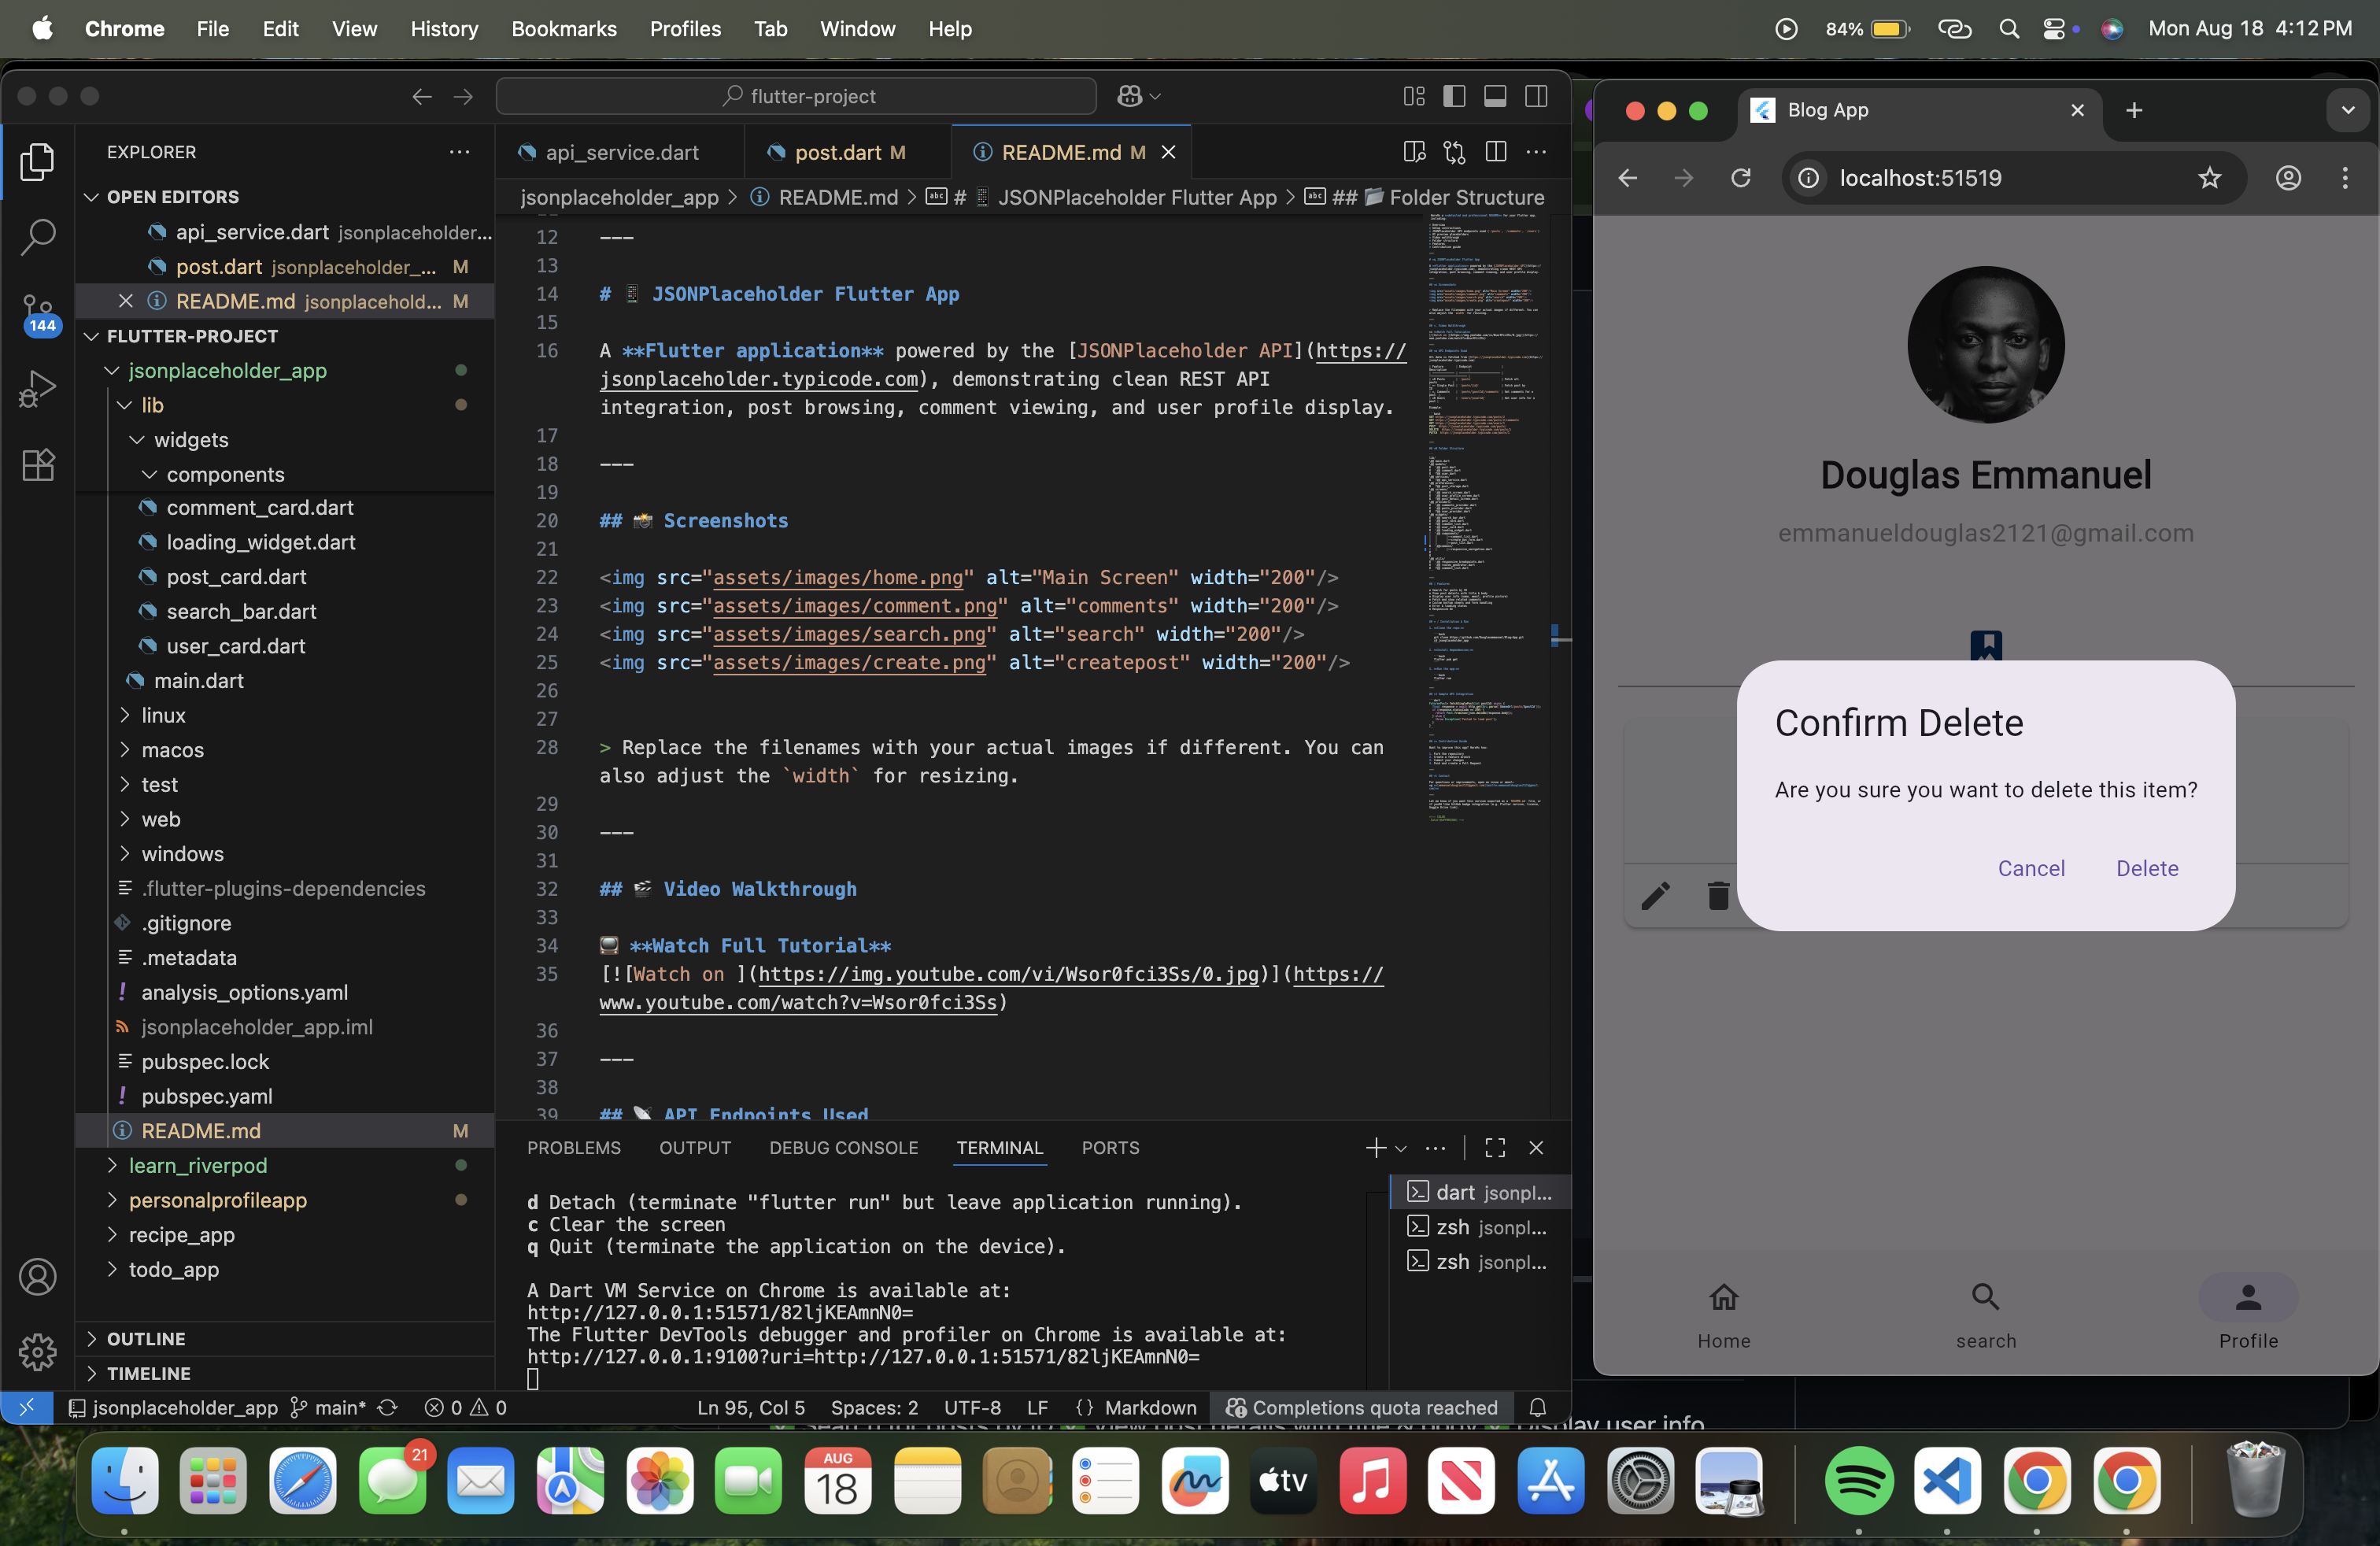 Chrome File Edit View History Bookmarks Profiles Tab Window Help
84% Mon Aug 18 4:12 PM
flutter-project
EXPLORER
OPEN EDITORS
api_service.dart jsonplaceholder...
post.dart jsonplaceholder_... M
README.md jsonplacehold... M
144
FLUTTER-PROJECT
jsonplaceholder_app
lib
widgets
components
comment_card.dart
loading_widget.dart
post_card.dart
search_bar.dart
user_card.dart
main.dart
linux
macos
test
web
windows
.flutter-plugins-dependencies
.gitignore
.metadata
analysis_options.yaml
jsonplaceholder_app.iml
pubspec.lock
pubspec.yaml
README.md M
learn_riverpod
personalprofileapp
recipe_app
todo_app
OUTLINE
TIMELINE
api_service.dart post.dart M README.md M
jsonplaceholder_app > README.md > # 📱 JSONPlaceholder Flutter App > ## 📂 Folder Structure
12 ---
13
14 # 📱 JSONPlaceholder Flutter App
15
16 A **Flutter application** powered by the [JSONPlaceholder API](https://
jsonplaceholder.typicode.com), demonstrating clean REST API
integration, post browsing, comment viewing, and user profile display.
17
18 ---
19
20 ## 📸 Screenshots
21
22 <img src="assets/images/home.png" alt="Main Screen" width="200"/>
23 <img src="assets/images/comment.png" alt="comments" width="200"/>
24 <img src="assets/images/search.png" alt="search" width="200"/>
25 <img src="assets/images/create.png" alt="createpost" width="200"/>
26
27
28 > Replace the filenames with your actual images if different. You can
also adjust the `width` for resizing.
29
30 ---
31
32 ## 🎬 Video Walkthrough
33
34 📺 **Watch Full Tutorial**
35 [![Watch on ](https://img.youtube.com/vi/Wsor0fci3Ss/0.jpg)](https://
www.youtube.com/watch?v=Wsor0fci3Ss)
36
37 ---
38
39 ## 📡 API Endpoints Used
PROBLEMS OUTPUT DEBUG CONSOLE TERMINAL PORTS
d Detach (terminate "flutter run" but leave application running).
c Clear the screen
q Quit (terminate the application on the device).
A Dart VM Service on Chrome is available at:
http://127.0.0.1:51571/82ljKEAmnN0=
The Flutter DevTools debugger and profiler on Chrome is available at:
http://127.0.0.1:9100?uri=http://127.0.0.1:51571/82ljKEAmnN0=
dart jsonpl...
zsh jsonpl...
zsh jsonpl...
jsonplaceholder_app main* 0 0 Ln 95, Col 5 Spaces: 2 UTF-8 LF {} Markdown Completions quota reached
Blog App
localhost:51519
Douglas Emmanuel
emmanueldouglas2121@gmail.com
Confirm Delete
Are you sure you want to delete this item?
Cancel Delete
Home search Profile
21
AUG
18
tv